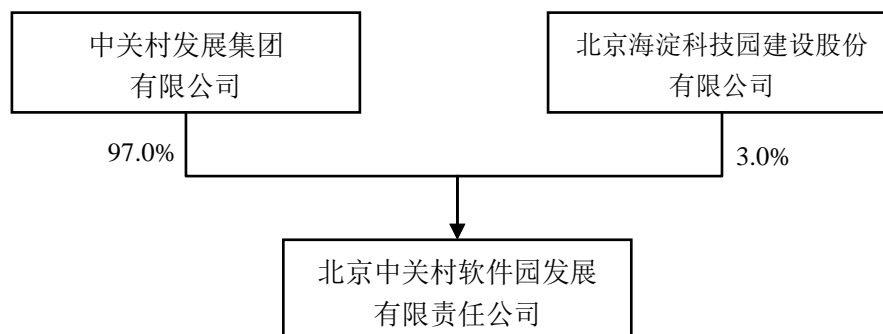 中关村发展集团
有限公司
北京海淀科技园建设股份
有限公司
97.0%
3.0%
北京中关村软件园发展
有限责任公司